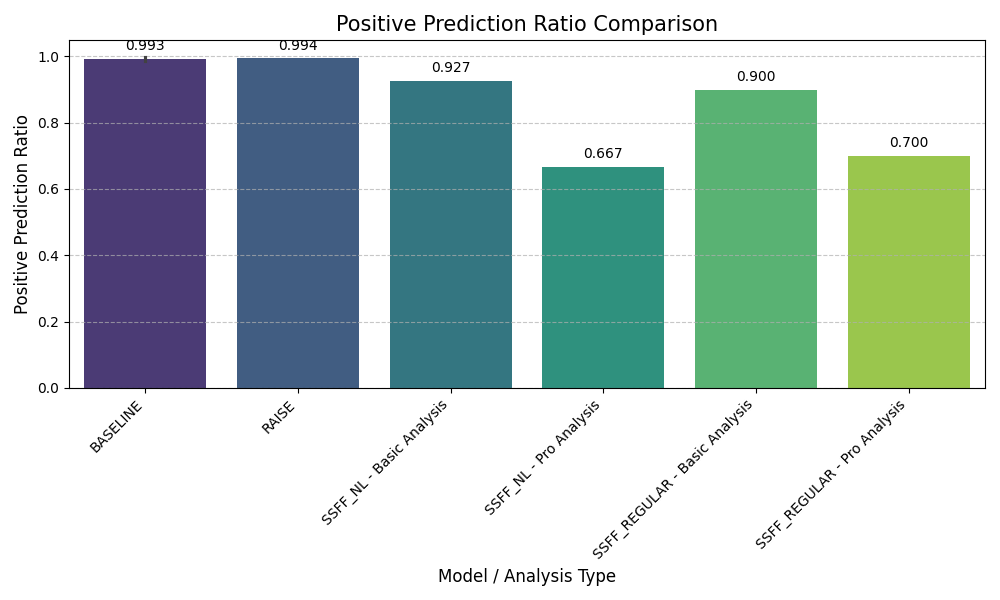 Positive Prediction Ratio Comparison
0.993
0.994
0.927
0.667
0.900
0.700
Positive Prediction Ratio
1.0
0.8
0.6
0.4
0.2
0.0
BASELINE
RAISE
SSFF_NL - Basic Analysis
SSFF_NL - Pro Analysis
SSFF_REGULAR - Basic Analysis
SSFF_REGULAR - Pro Analysis
Model / Analysis Type